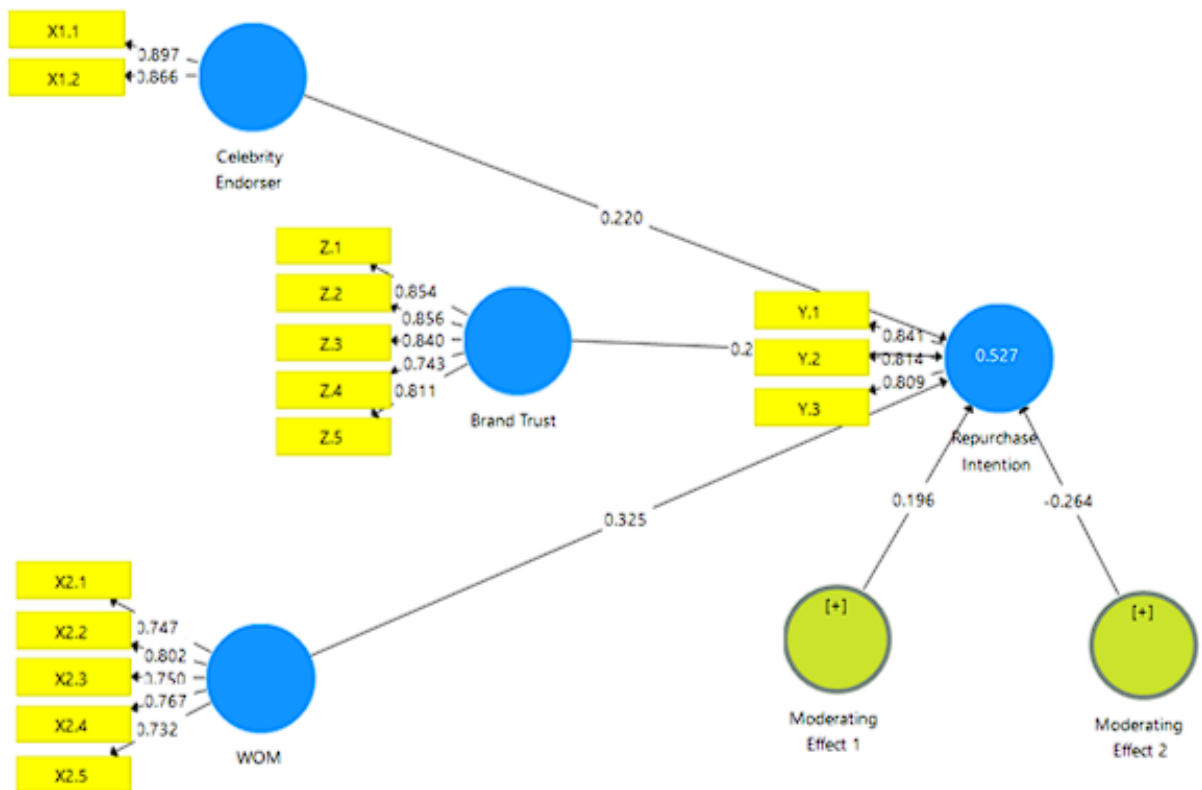 X1.1
0.897
X1.2
0.866
Celebrity
Endorser
0.220
Z.1
0.854
Z.2
0.856
Z.3
0.840
Z.4
0.743
Z.5
0.811
Brand Trust
Y.1
0.841
Y.2
0.814
Y.3
0.809
0.527
Repurchase
Intention
0.325
0.196
-0.264
X2.1
0.747
X2.2
0.802
X2.3
0.750
X2.4
0.767
X2.5
0.732
WOM
[+]
Moderating
Effect 1
[+]
Moderating
Effect 2